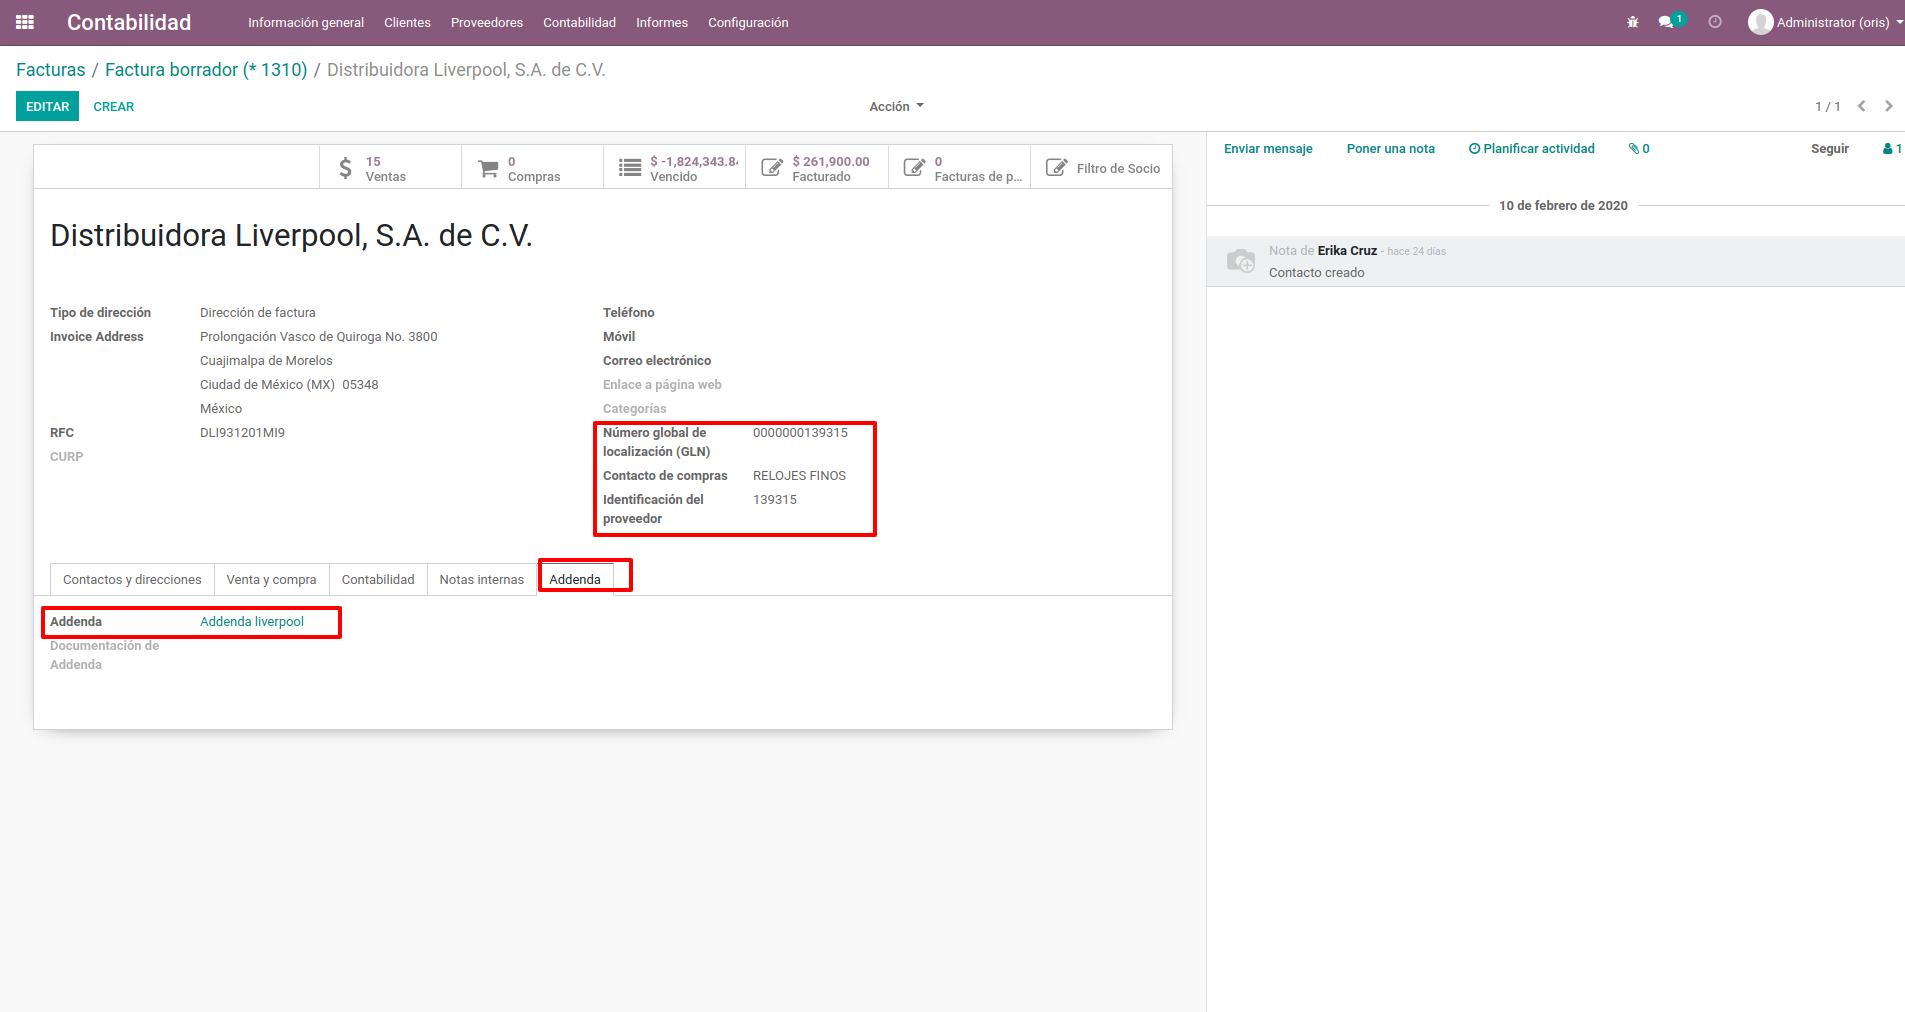 Contabilidad
Información general Clientes Proveedores Contabilidad Informes Configuración
1
Administrator (oris)
Facturas / Factura borrador (* 1310) / Distribuidora Liverpool, S.A. de C.V.
EDITAR CREAR
Acción
1 / 1
15
Ventas
0
Compras
$ -1,824,343.84
Vencido
$ 261,900.00
Facturado
0
Facturas de p...
Filtro de Socio
Distribuidora Liverpool, S.A. de C.V.
Tipo de dirección Dirección de factura
Invoice Address Prolongación Vasco de Quiroga No. 3800
Cuajimalpa de Morelos
Ciudad de México (MX) 05348
México
RFC DLI931201MI9
CURP
Teléfono
Móvil
Correo electrónico
Enlace a página web
Categorías
Número global de 0000000139315
localización (GLN)
Contacto de compras RELOJES FINOS
Identificación del 139315
proveedor
Contactos y direcciones Venta y compra Contabilidad Notas internas Addenda
Addenda Addenda liverpool
Documentación de
Addenda
Enviar mensaje Poner una nota Planificar actividad 0 Seguir 1
10 de febrero de 2020
Nota de Erika Cruz - hace 24 días
Contacto creado